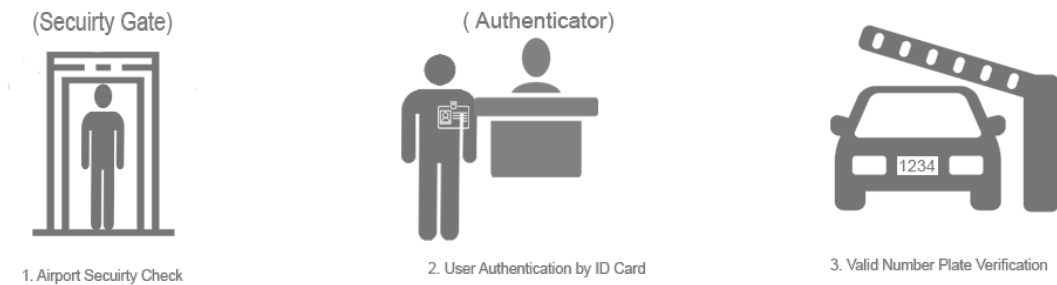 (Secuirty Gate)
( Authenticator)
1234
1. Airport Secuirty Check
2. User Authentication by ID Card
3. Valid Number Plate Verification